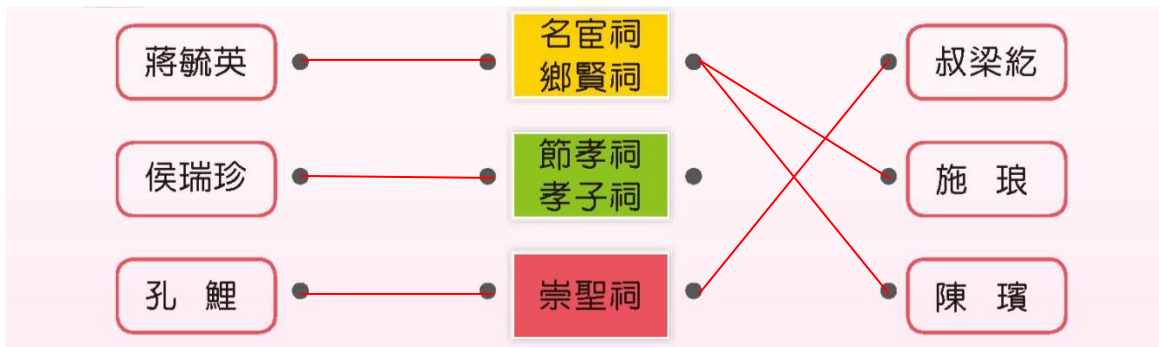 蔣毓英
名宦祠
鄉賢祠
叔梁紇
侯瑞珍
節孝祠
孝子祠
施 琅
孔 鯉
崇聖祠
陳 璸